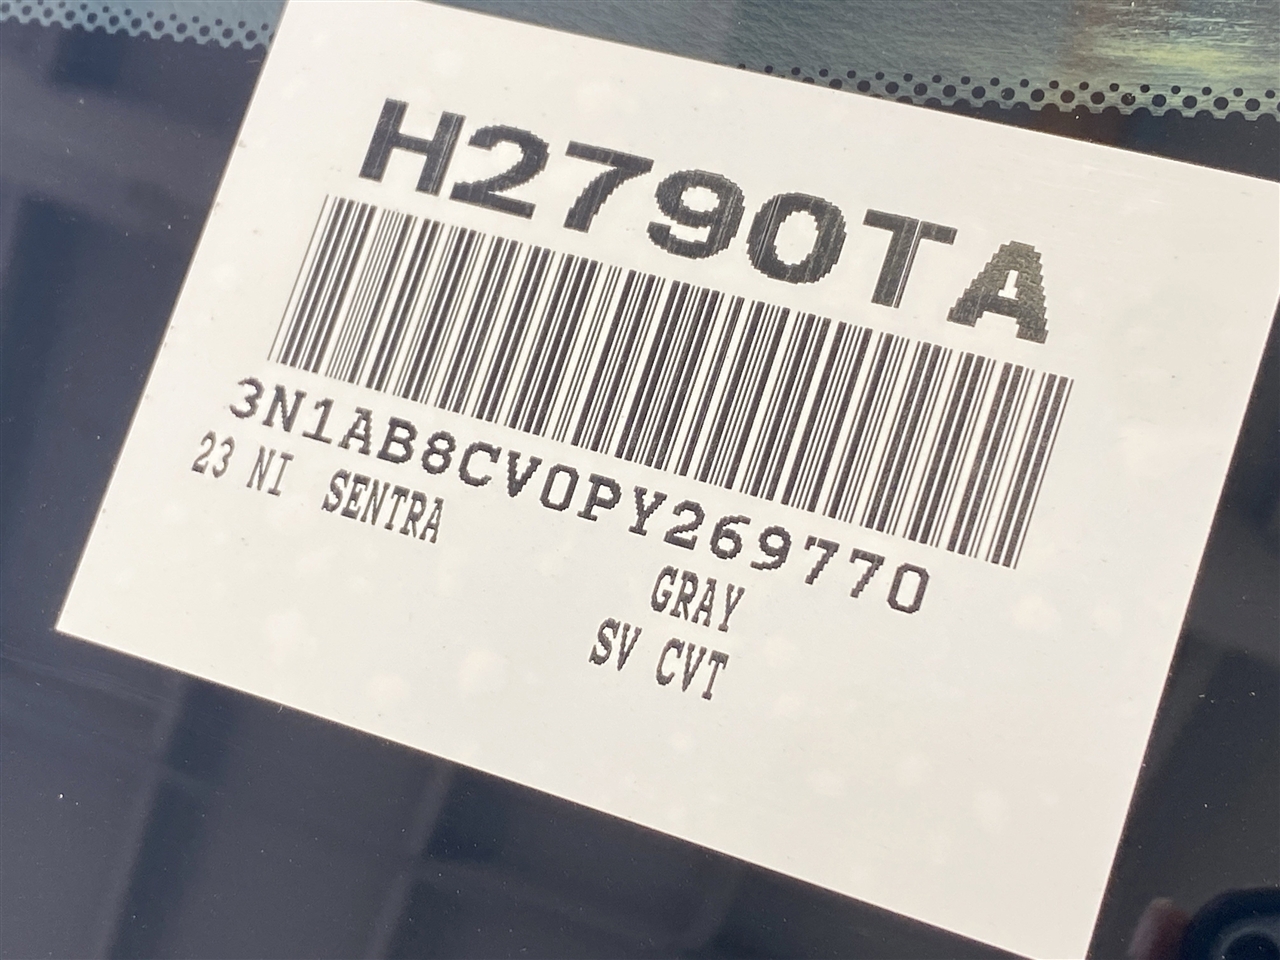 H2790TA
3N1AB8CV0PY269770
23 NI SENTRA
GRAY
SV CVT